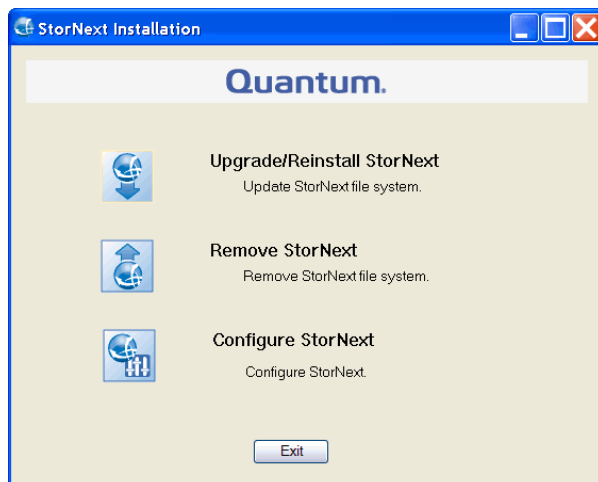 StorNext Installation
Quantum.
Upgrade/Reinstall StorNext
Update StorNext file system.
Remove StorNext
Remove StorNext file system.
Configure StorNext
Configure StorNext.
Exit